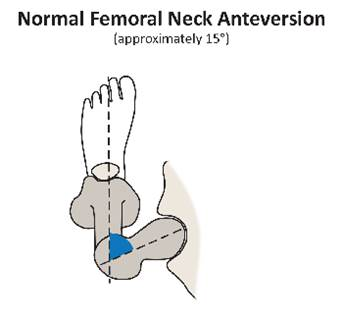 Normal Femoral Neck Anteversion
(approximately 15°)